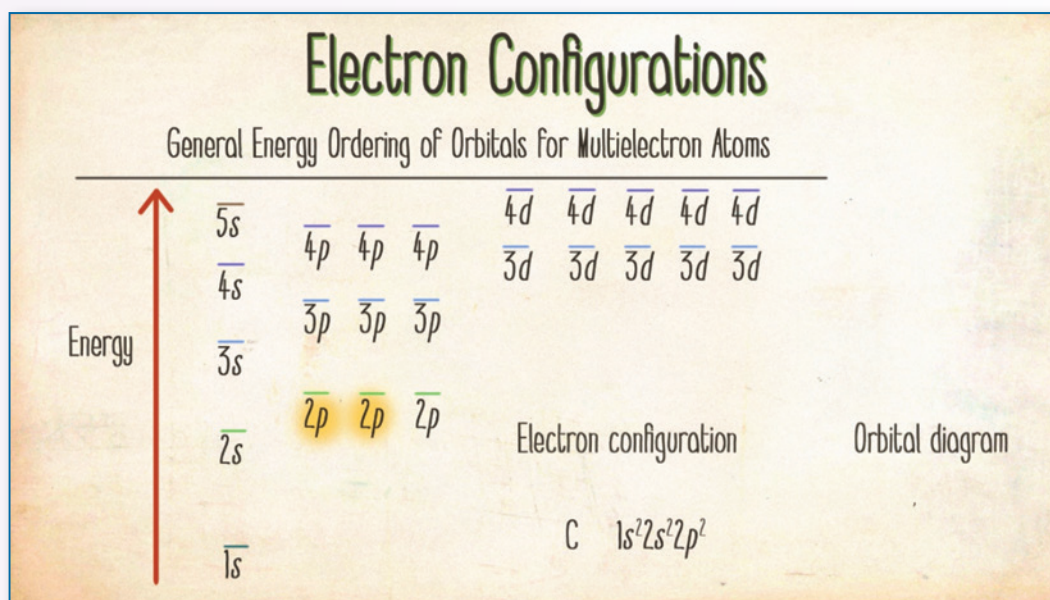 Electron Configurations
General Energy Ordering of Orbitals for Multielectron Atoms
4d 4d 4d 4d 4d
5s
4p 4p 4p
3d 3d 3d 3d 3d
4s
3p 3p 3p
Energy
3s
2p 2p 2p
2s
Electron configuration Orbital diagram
C 1s²2s²2p²
1s